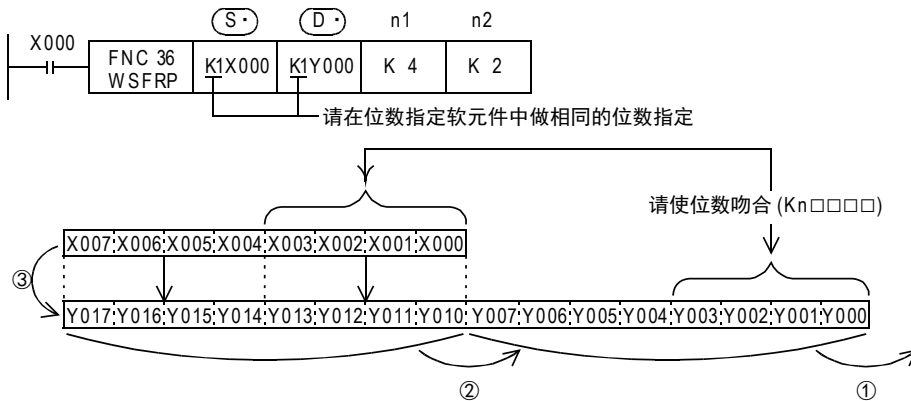 S· D· n1 n2
X000
FNC 36 WSFRP K1X000 K1Y000 K 4 K 2
请在位数指定软元件中做相同的位数指定
请使位数吻合 (Kn□□□□)
X007 X006 X005 X004 X003 X002 X001 X000
③
Y017 Y016 Y015 Y014 Y013 Y012 Y011 Y010 Y007 Y006 Y005 Y004 Y003 Y002 Y001 Y000
② ①